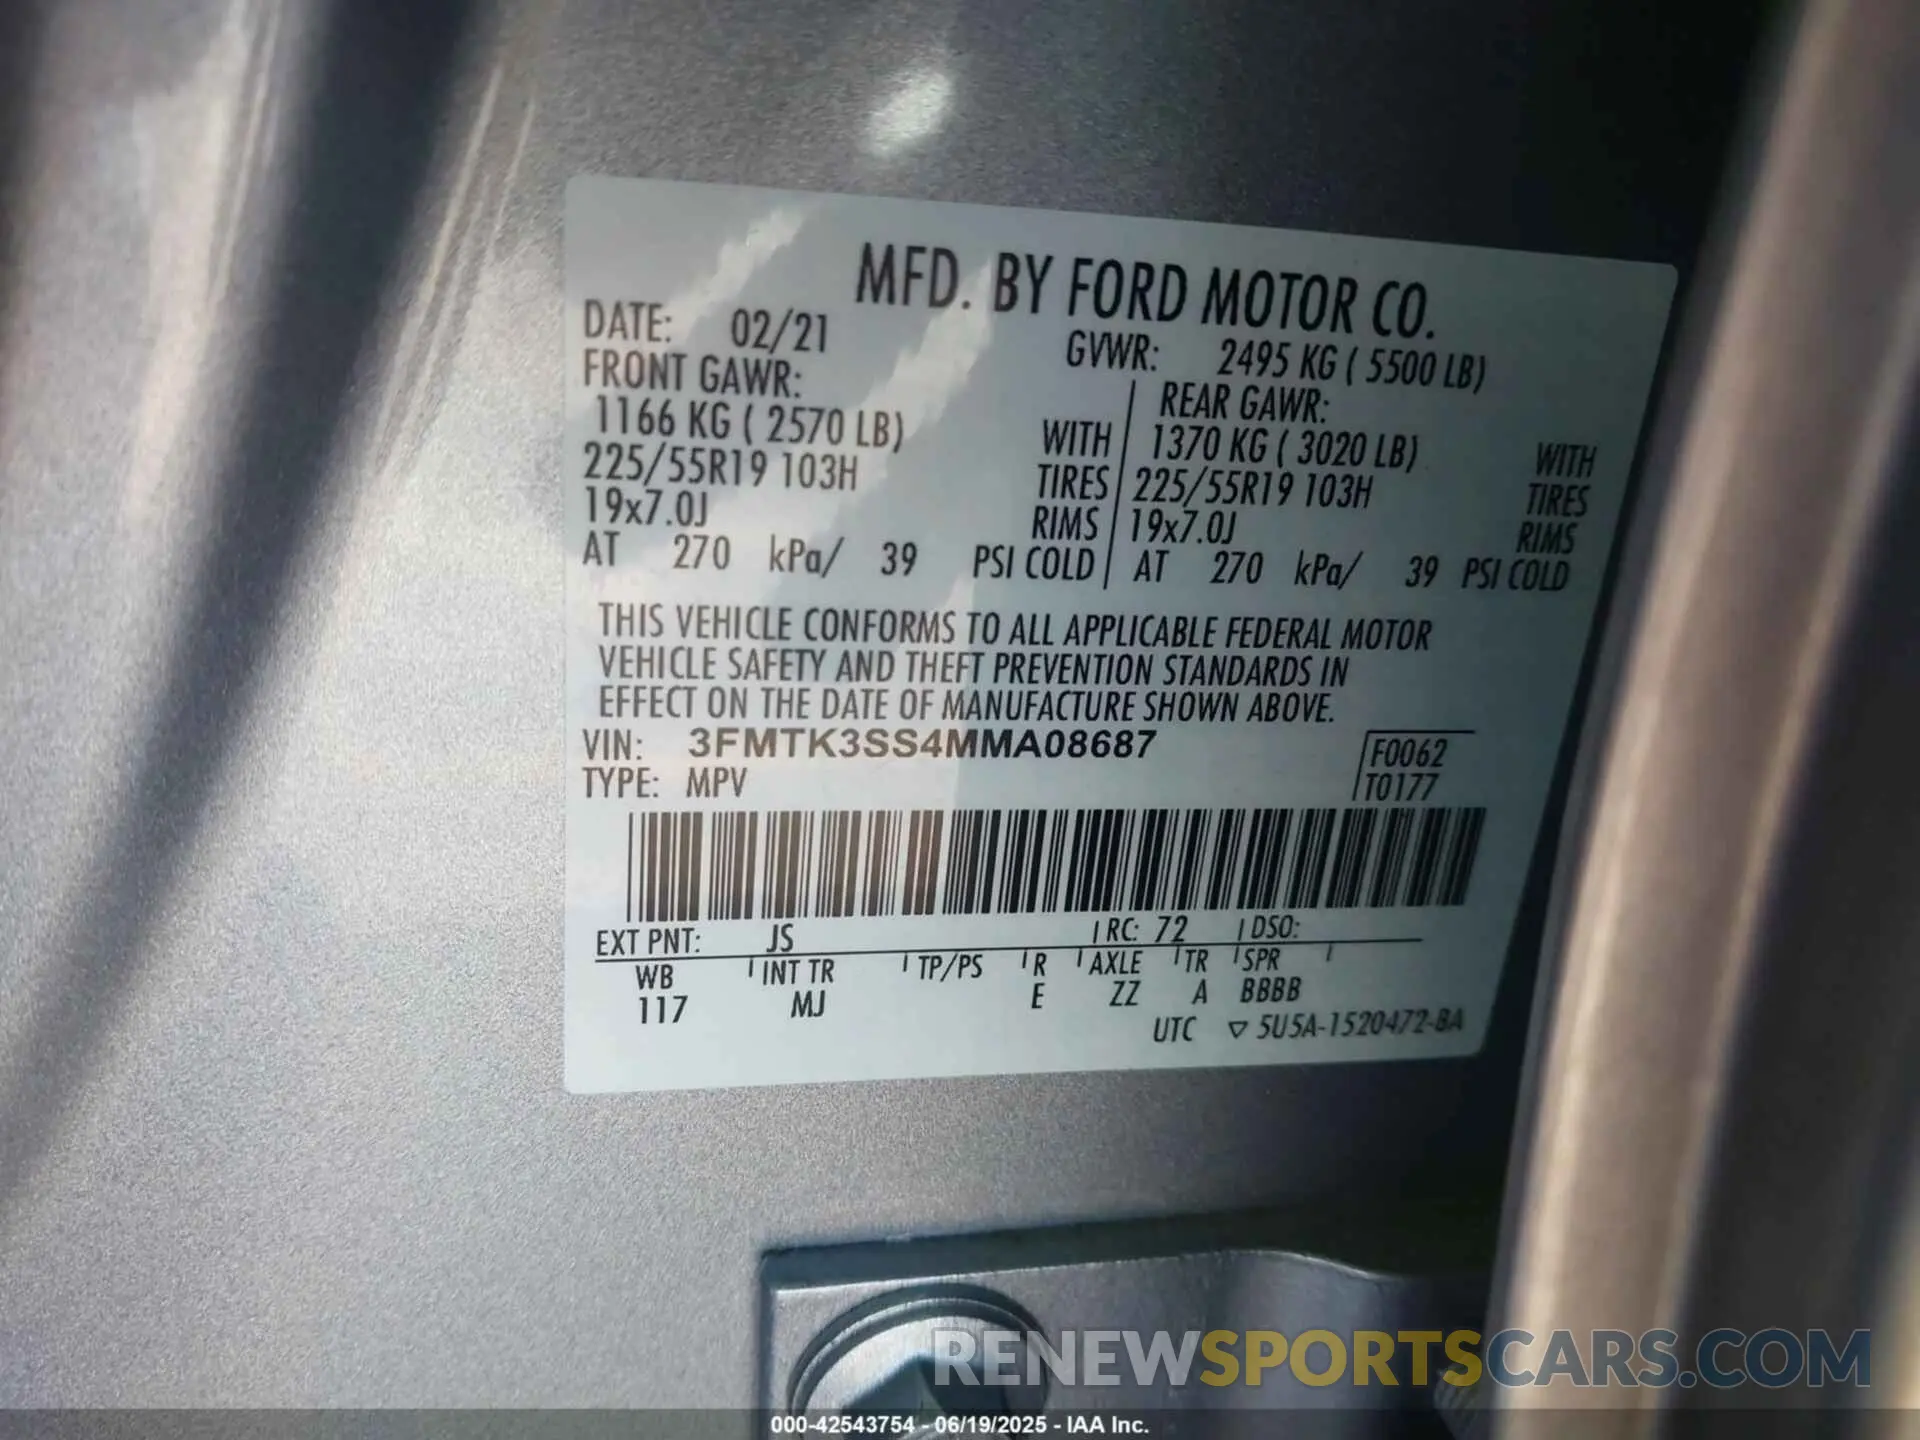 MFD. BY FORD MOTOR CO.
DATE: 02/21 GVWR: 2495 KG ( 5500 LB)
FRONT GAWR: REAR GAWR:
1166 KG ( 2570 LB) WITH 1370 KG ( 3020 LB) WITH
225/55R19 103H TIRES 225/55R19 103H TIRES
19x7.0J RIMS 19x7.0J RIMS
AT 270 kPa/ 39 PSI COLD AT 270 kPa/ 39 PSI COLD
THIS VEHICLE CONFORMS TO ALL APPLICABLE FEDERAL MOTOR
VEHICLE SAFETY AND THEFT PREVENTION STANDARDS IN
EFFECT ON THE DATE OF MANUFACTURE SHOWN ABOVE.
VIN: 3FMTK3SS4MMA08687 F0062
TYPE: MPV T0177
EXT PNT: JS RC: 72 DSO:
WB INT TR TP/PS R AXLE TR SPR
117 MJ E ZZ A BBBB
UTC ▽ 5U5A-1520472-BA
RENEWSPORTSCARS.COM
000-42543754 - 06/19/2025 - IAA Inc.